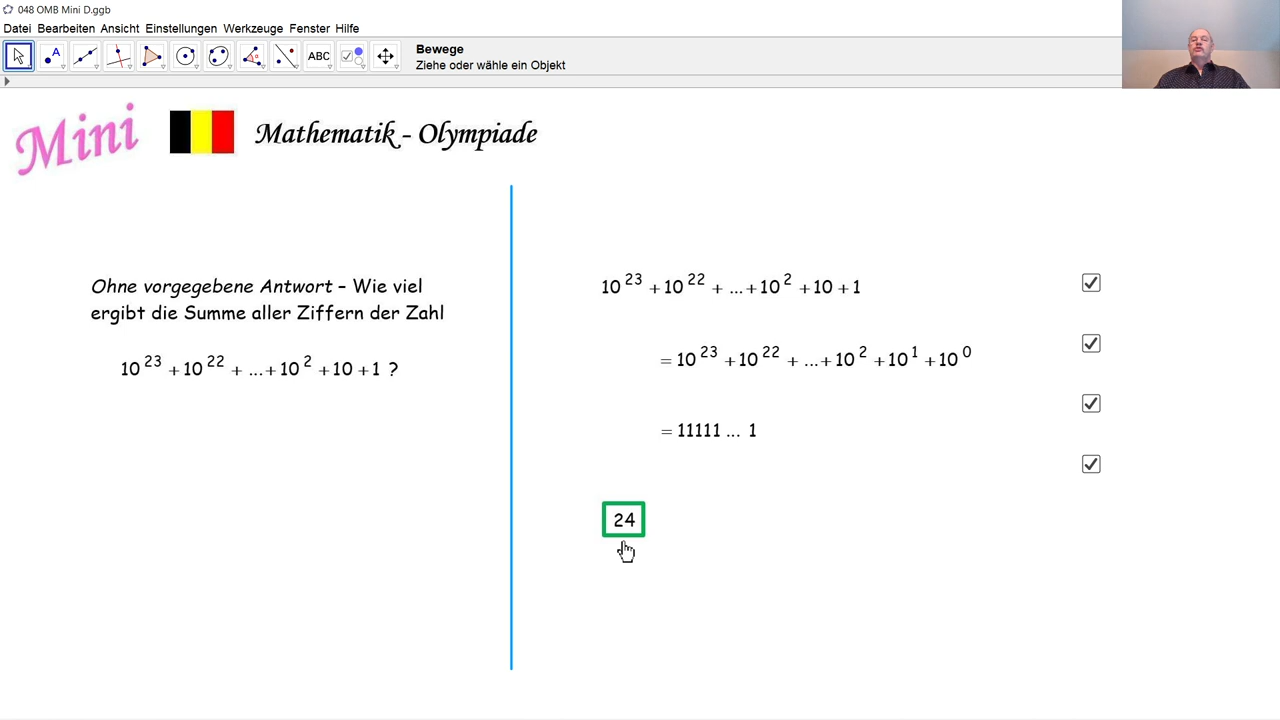 048 OMB Mini D.ggb
Datei Bearbeiten Ansicht Einstellungen Werkzeuge Fenster Hilfe
A
ABC
Bewege
Ziehe oder wähle ein Objekt
Mini
Mathematik - Olympiade
Ohne vorgegebene Antwort – Wie viel
ergibt die Summe aller Ziffern der Zahl
10^23 + 10^22 + ... + 10^2 + 10 + 1 ?
10^23 + 10^22 + ... + 10^2 + 10 + 1
= 10^23 + 10^22 + ... + 10^2 + 10^1 + 10^0
= 11111 ... 1
24